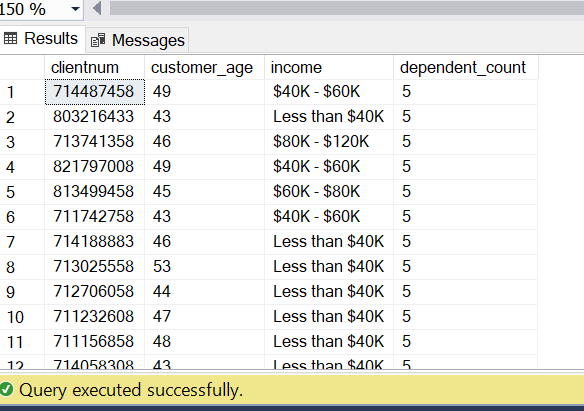 150 %
Results Messages
clientnum customer_age income dependent_count
1 714487458 49 $40K - $60K 5
2 803216433 43 Less than $40K 5
3 713741358 46 $80K - $120K 5
4 821797008 49 $40K - $60K 5
5 813499458 45 $60K - $80K 5
6 711742758 43 $40K - $60K 5
7 714188883 46 Less than $40K 5
8 713025558 53 Less than $40K 5
9 712706058 44 Less than $40K 5
10 711232608 47 Less than $40K 5
11 711156858 48 Less than $40K 5
12 714058308 43 Less than $40K 5
Query executed successfully.